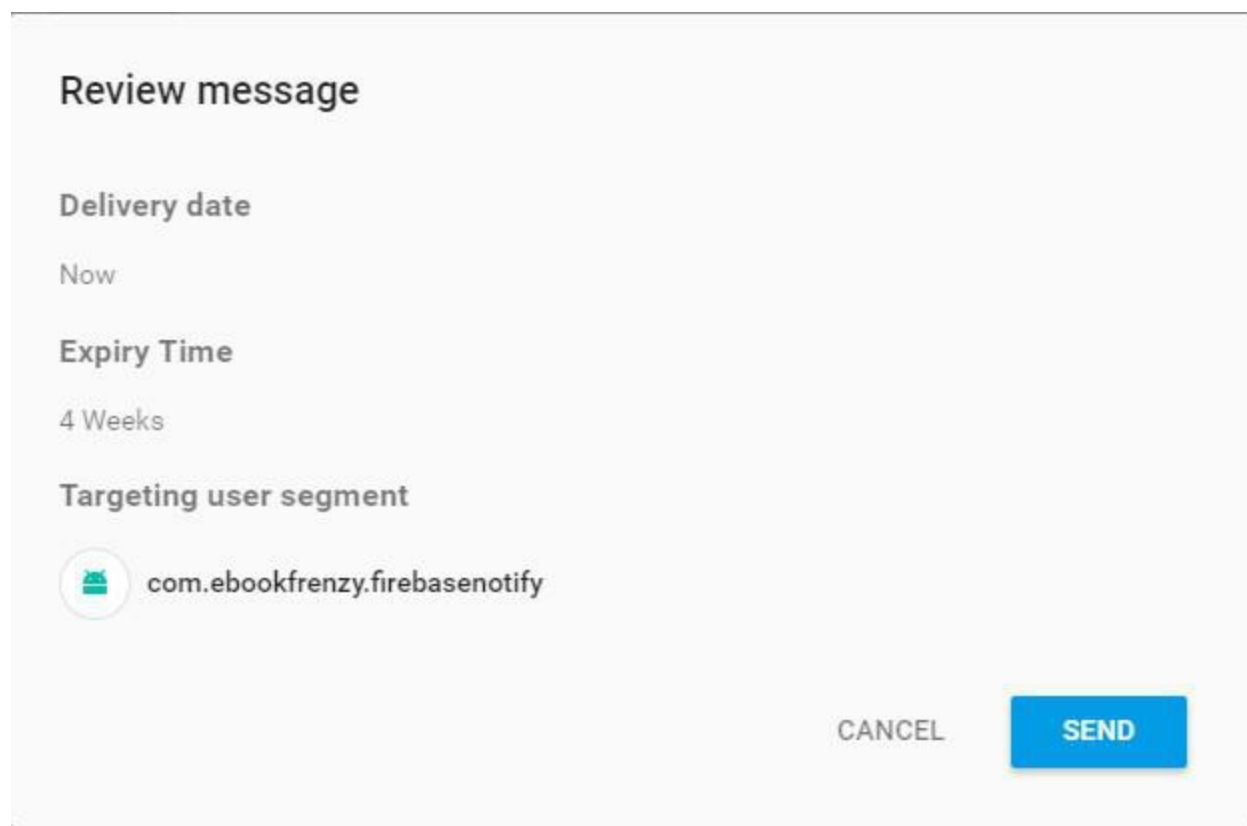 Review message
Delivery date
Now
Expiry Time
4 Weeks
Targeting user segment
com.ebookfrenzy.firebasenotify
CANCEL SEND